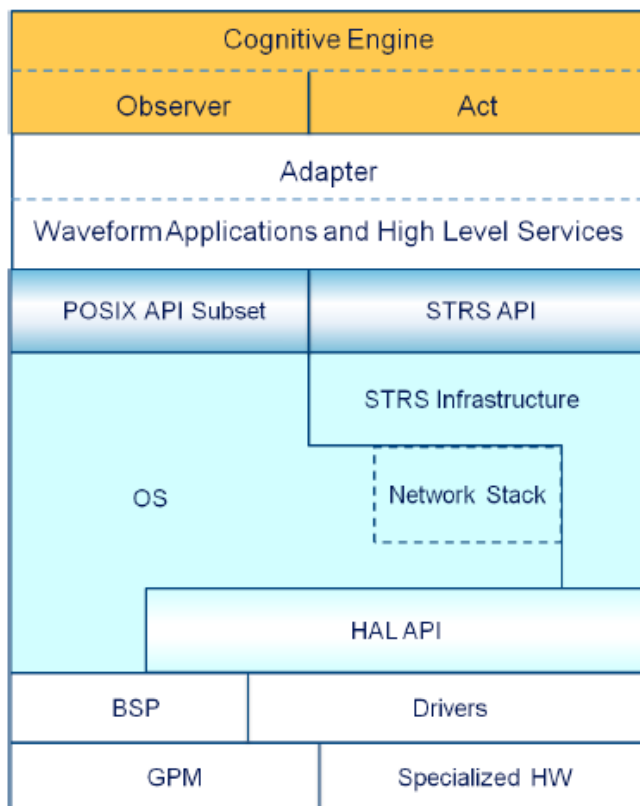 Cognitive Engine
Observer
Act
Adapter
Waveform Applications and High Level Services
POSIX API Subset
STRS API
STRS Infrastructure
Network Stack
OS
HAL API
BSP
Drivers
GPM
Specialized HW